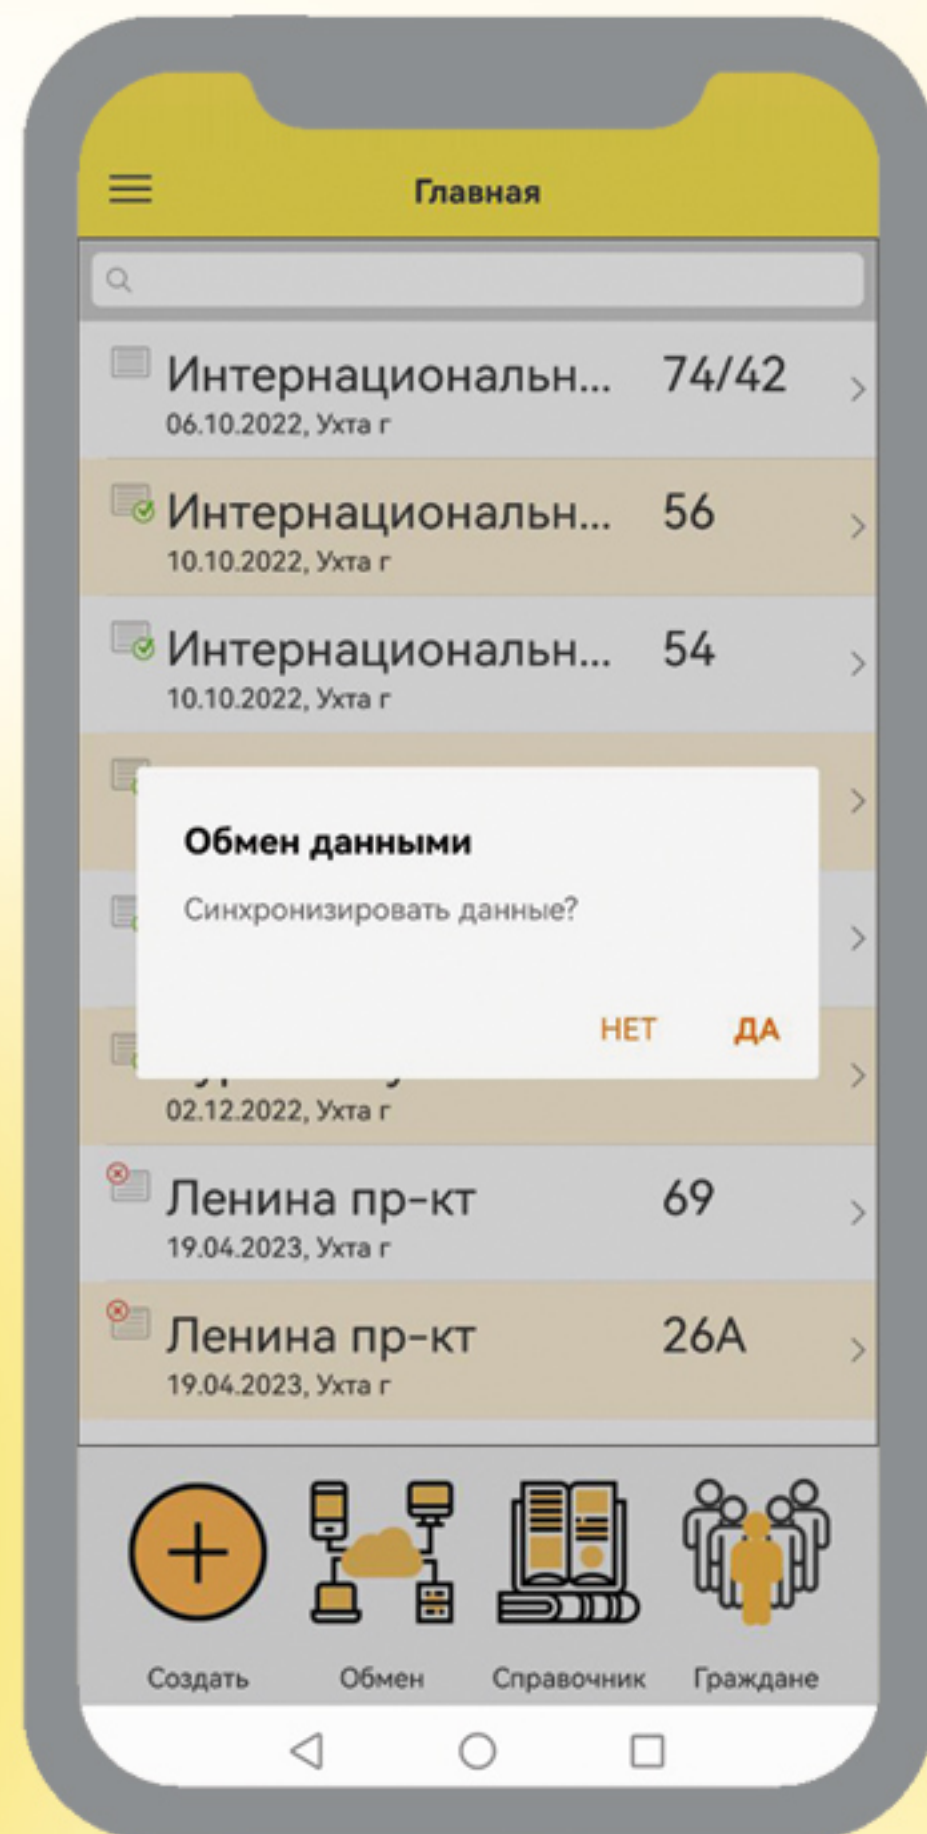 Главная
Интернациональн... 74/42
06.10.2022, Ухта г
Интернациональн... 56
10.10.2022, Ухта г
Интернациональн... 54
10.10.2022, Ухта г
Обмен данными
Синхронизировать данные?
НЕТ ДА
02.12.2022, Ухта г
Ленина пр-кт 69
19.04.2023, Ухта г
Ленина пр-кт 26А
19.04.2023, Ухта г
Создать Обмен Справочник Граждане